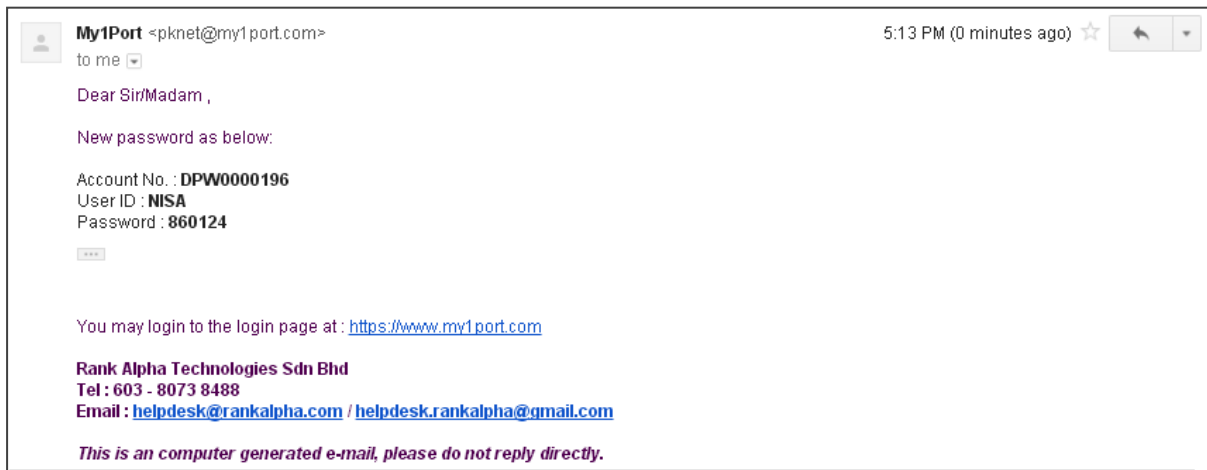 My1Port <pknet@my1port.com>
5:13 PM (0 minutes ago)
to me
Dear Sir/Madam ,
New password as below:
Account No. : DPW0000196
User ID : NISA
Password : 860124
...
You may login to the login page at : https://www.my1port.com
Rank Alpha Technologies Sdn Bhd
Tel : 603 - 8073 8488
Email : helpdesk@rankalpha.com / helpdesk.rankalpha@gmail.com
This is an computer generated e-mail, please do not reply directly.